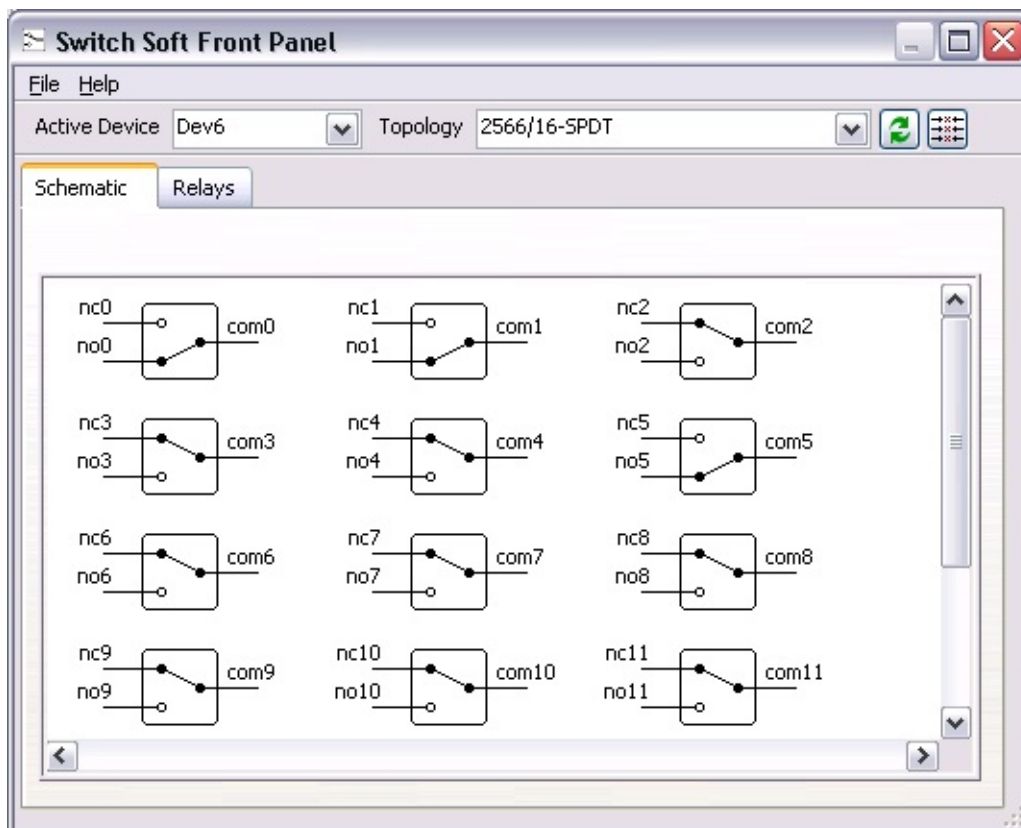 Switch Soft Front Panel
File Help
Active Device Dev6 Topology 2566/16-SPDT
Schematic Relays
nc0 nc1 nc2
com0 com1 com2
no0 no1 no2
nc3 nc4 nc5
com3 com4 com5
no3 no4 no5
nc6 nc7 nc8
com6 com7 com8
no6 no7 no8
nc9 nc10 nc11
com9 com10 com11
no9 no10 no11